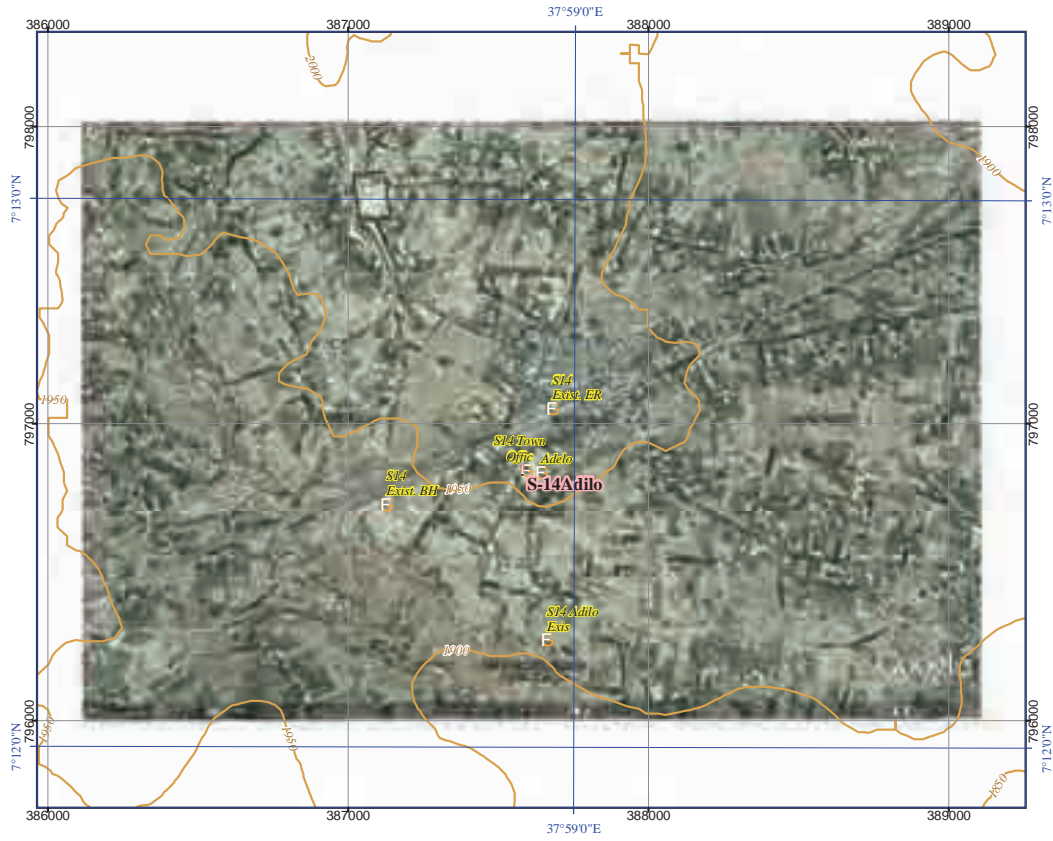 37°59'0"E
386000
387000
388000
389000
2000
1900
798000
798000
7°13'0"N
7°13'0"N
1950
S14
Exist. ER
797000
797000
S14 Town
Offic
Adelo
F
F
F
S-14Adilo
S14
Exist. BH
1950
F
S14 Adilo
Exis
F
1900
796000
796000
1950
1950
7°12'0"N
7°12'0"N
1850
386000
387000
388000
389000
37°59'0"E